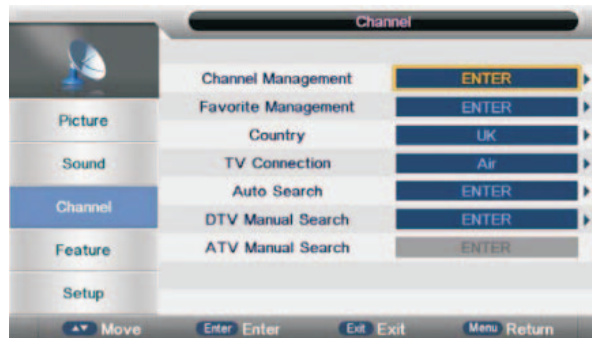 Channel
Channel Management ENTER
Favorite Management ENTER
Country UK
TV Connection Air
Auto Search ENTER
DTV Manual Search ENTER
ATV Manual Search ENTER
Picture
Sound
Channel
Feature
Setup
Move Enter Enter Exit Exit Menu Return